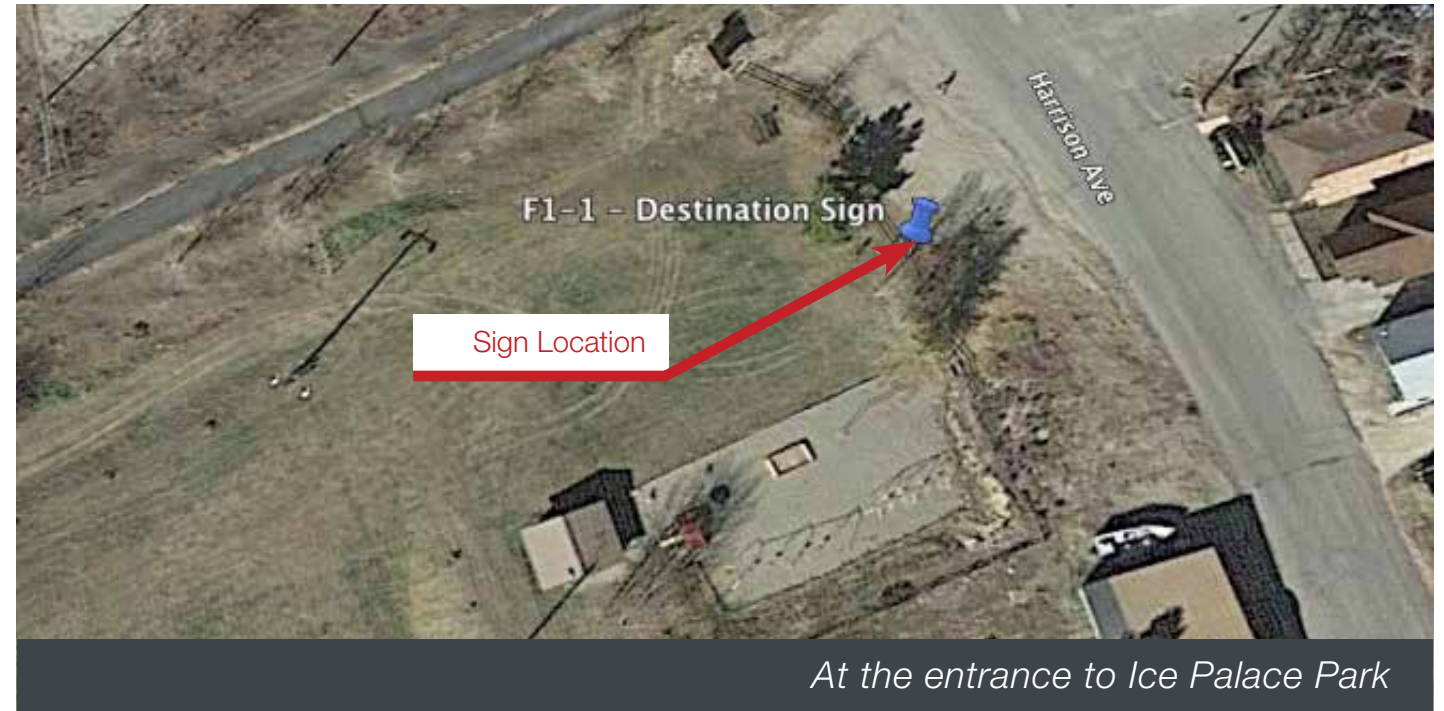 Harrison Ave
F1-1 - Destination Sign
Sign Location
At the entrance to Ice Palace Park